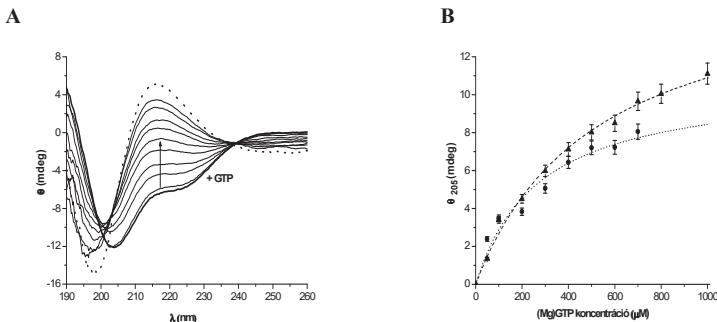 A
B
8
4
0
-4
-8
-12
-16
θ (mdeg)
+ GTP
190 200 210 220 230 240 250 260
λ (nm)
12
10
8
6
4
2
0
θ 205 (mdeg)
0 200 400 600 800 1000
(Mg)GTP koncentráció (μM)